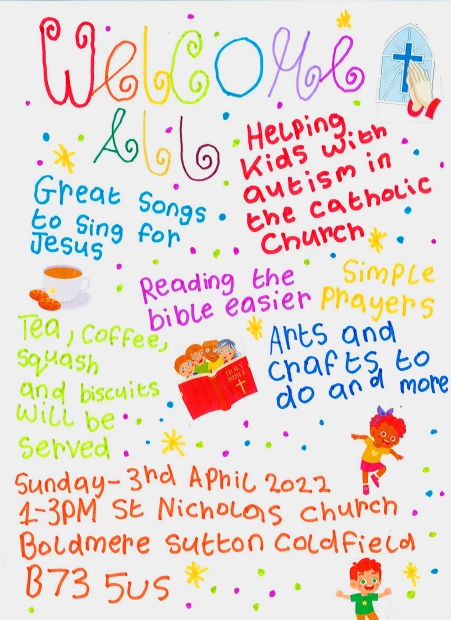 Welcome
All
Helping
Kids with
autism in
the catholic
Church
Great Songs
to sing for
Jesus
Reading the
bible easier
Simple
Prayers
Tea, Coffee,
Squash
and biscuits
will be
served
HOLY
BIBLE
Arts and
crafts to
do and more
Sunday-3rd April 2022
1-3PM St Nicholas church
Boldmere Sutton Coldfield
B73 5US